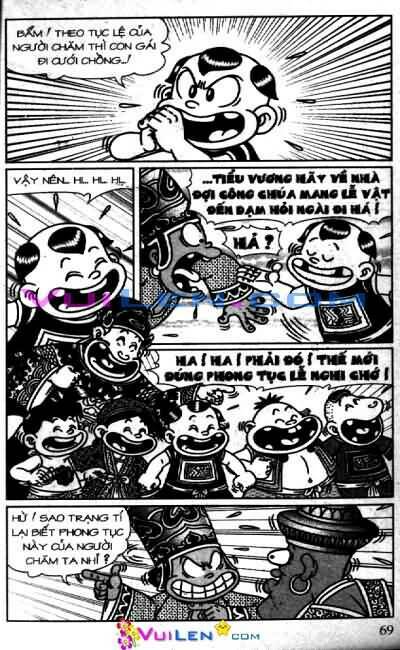 BẨM! THEO TỤC LỆ CỦA
NGƯỜI CHĂM THÌ CON GÁI
ĐI CƯỚI CHỒNG..!
VẬY NÊN.. HI.. HI.. HI..
...TIỂU VƯƠNG HÃY VỀ NHÀ
ĐỢI CÔNG CHÚA MANG LỄ VẬT
ĐẾN DẠM HỎI NGÀI ĐI HÁ!
HẢ?
VUILEN.COM
HA! HA! PHẢI ĐÓ! THẾ MỚI
ĐÚNG PHONG TỤC LỄ NGHI CHỚ!
HỪ! SAO TRẠNG TÍ
LẠI BIẾT PHONG TỤC
NÀY CỦA NGƯỜI
CHĂM TA NHỈ?
69
VUILEN.COM